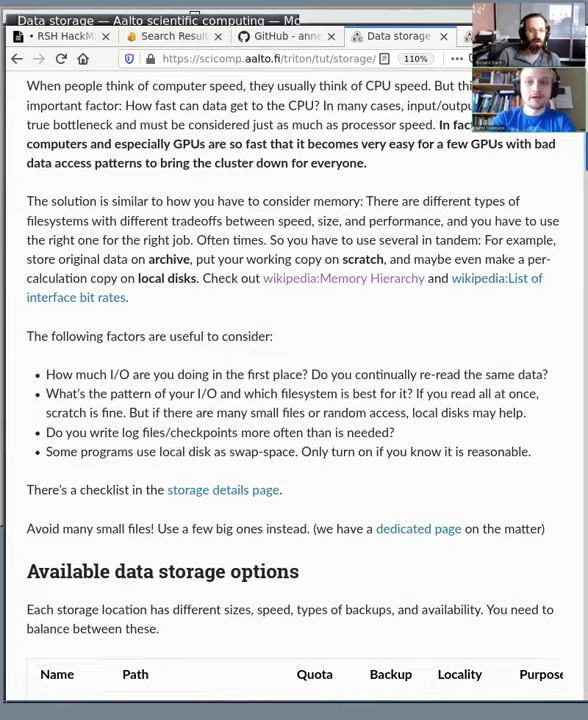 Data storage — Aalto scientific computing — Mo
• RSH HackM
Search Result
GitHub - anne
Data storage
https://scicomp.aalto.fi/triton/tut/storage/
110%
When people think of computer speed, they usually think of CPU speed. But thi
important factor: How fast can data get to the CPU? In many cases, input/outpu
true bottleneck and must be considered just as much as processor speed. In fac
computers and especially GPUs are so fast that it becomes very easy for a few GPUs with bad
data access patterns to bring the cluster down for everyone.
The solution is similar to how you have to consider memory: There are different types of
filesystems with different tradeoffs between speed, size, and performance, and you have to use
the right one for the right job. Often times. So you have to use several in tandem: For example,
store original data on archive, put your working copy on scratch, and maybe even make a per-
calculation copy on local disks. Check out wikipedia:Memory Hierarchy and wikipedia:List of
interface bit rates.
The following factors are useful to consider:
• How much I/O are you doing in the first place? Do you continually re-read the same data?
• What's the pattern of your I/O and which filesystem is best for it? If you read all at once,
scratch is fine. But if there are many small files or random access, local disks may help.
• Do you write log files/checkpoints more often than is needed?
• Some programs use local disk as swap-space. Only turn on if you know it is reasonable.
There's a checklist in the storage details page.
Avoid many small files! Use a few big ones instead. (we have a dedicated page on the matter)
Available data storage options
Each storage location has different sizes, speed, types of backups, and availability. You need to
balance between these.
Name Path Quota Backup Locality Purpose